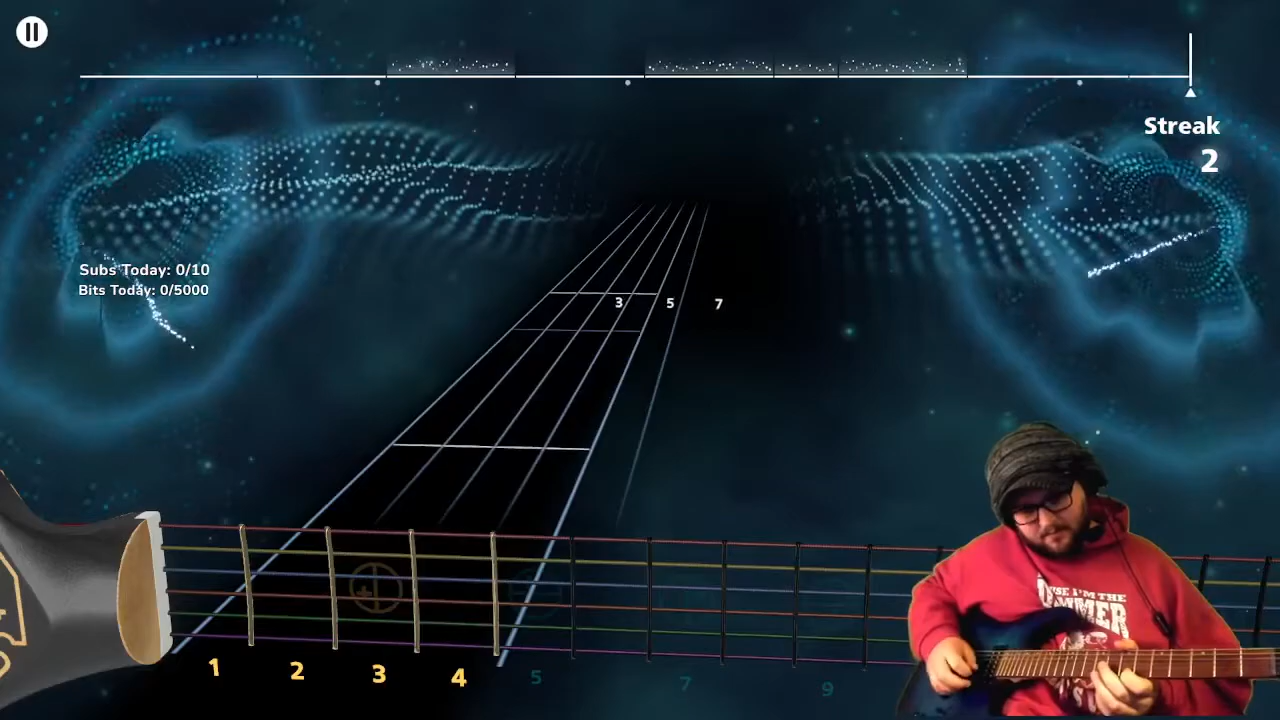 Streak
2
Subs Today: 0/10
Bits Today: 0/5000
3 5 7
1 2 3 4 5 7 9